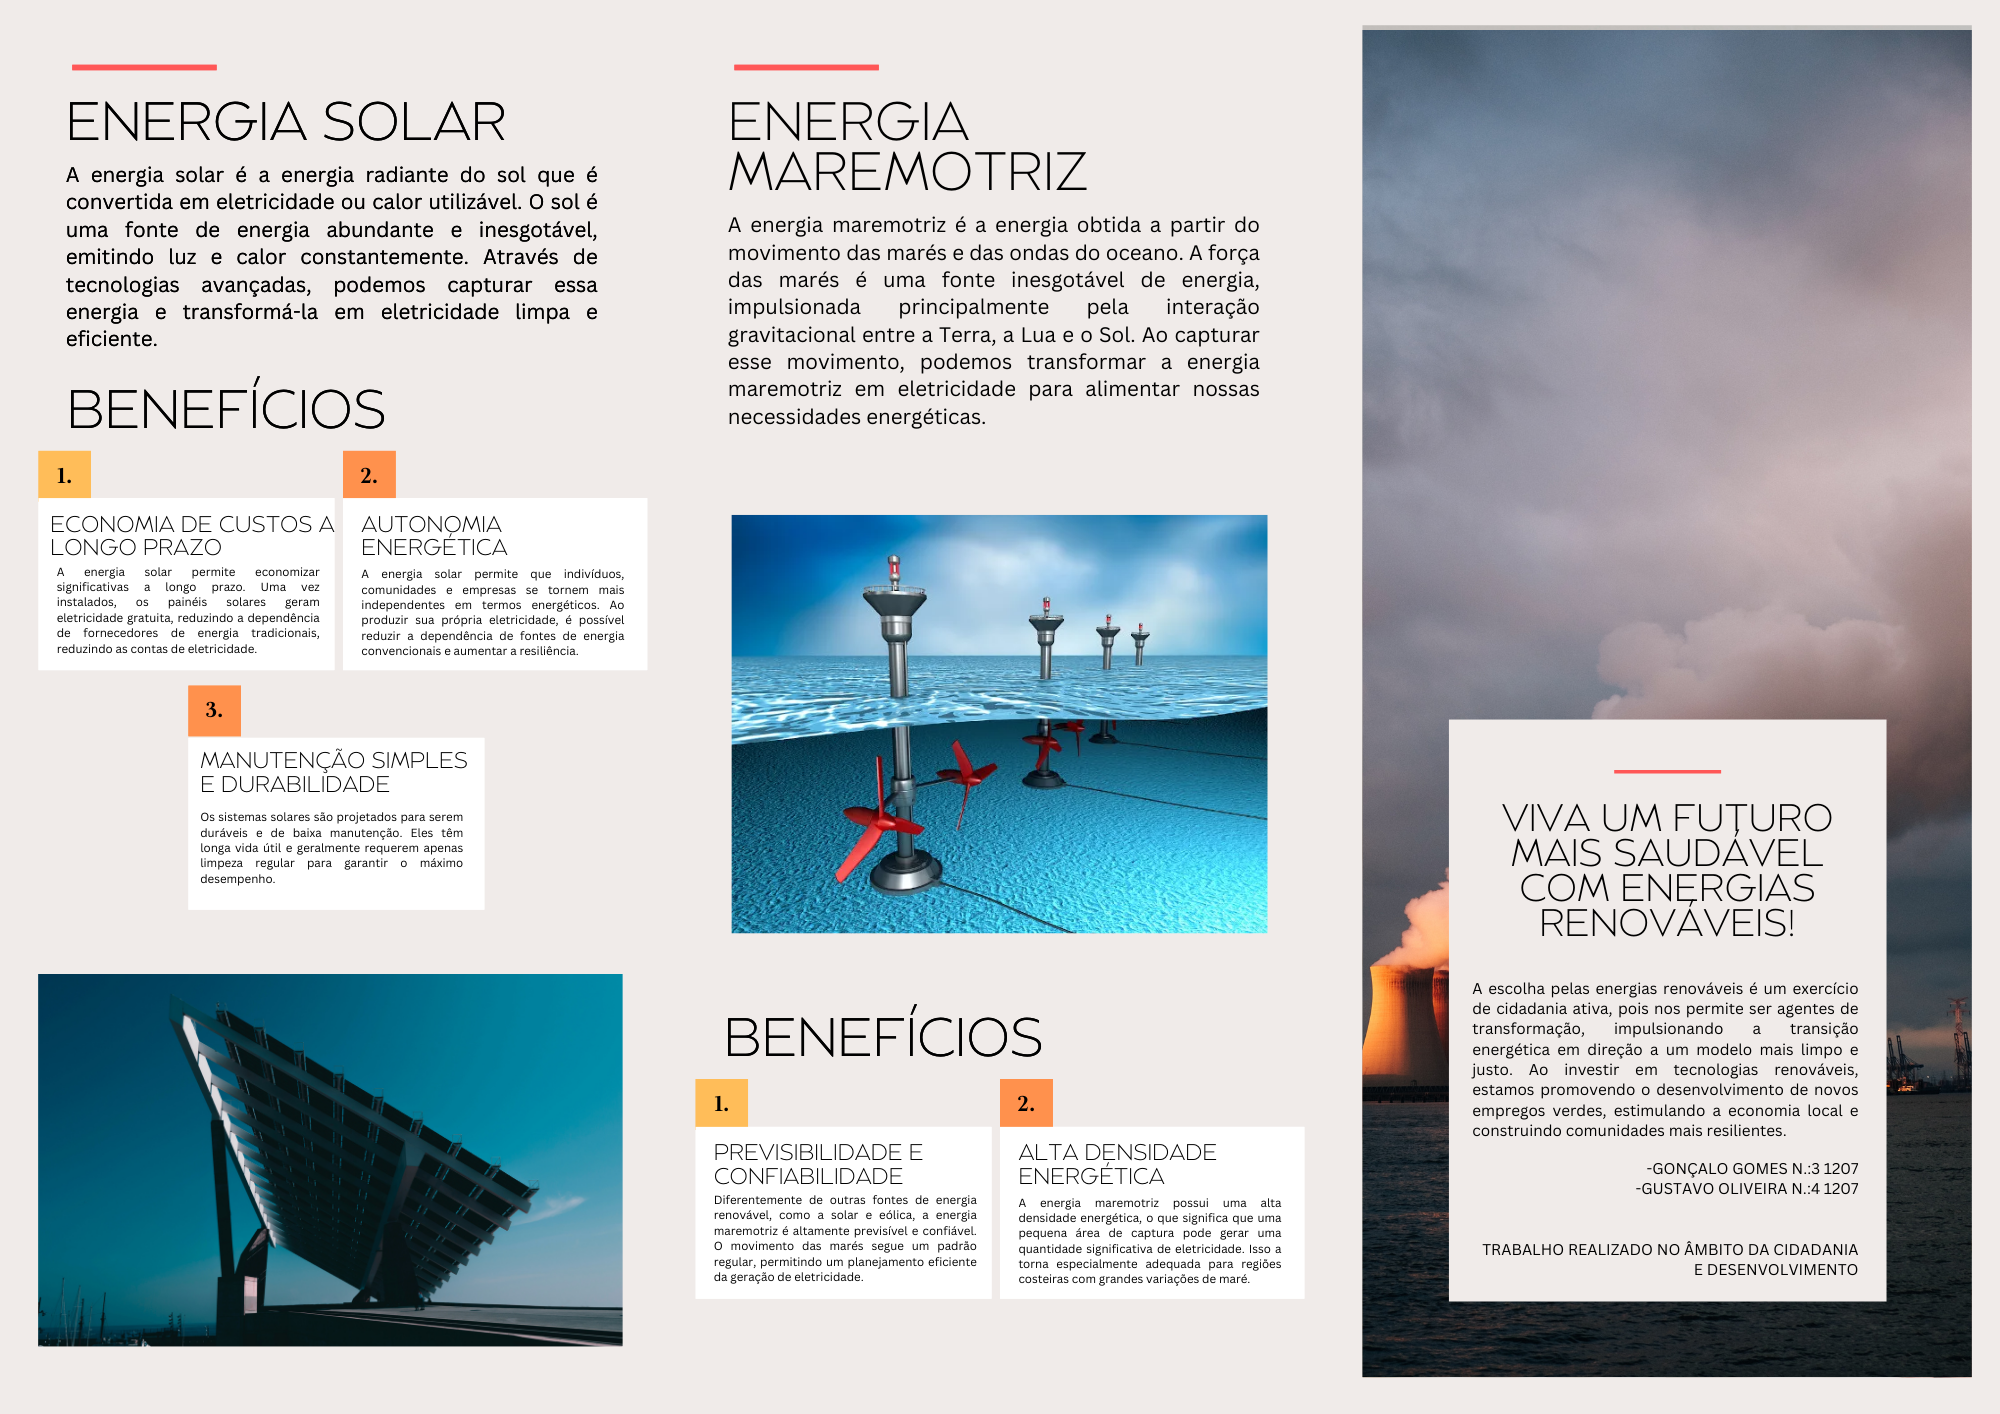 ENERGIA SOLAR
A energia solar é a energia radiante do sol que é
convertida em eletricidade ou calor utilizável. O sol é
uma fonte de energia abundante e inesgotável,
emitindo luz e calor constantemente. Através de
tecnologias avançadas, podemos capturar essa
energia e transformá-la em eletricidade limpa e
eficiente.
BENEFÍCIOS
1.
ECONOMIA DE CUSTOS A
LONGO PRAZO
A energia solar permite economizar
significativas a longo prazo. Uma vez
instalados, os painéis solares geram
eletricidade gratuita, reduzindo a dependência
de fornecedores de energia tradicionais,
reduzindo as contas de eletricidade.
2.
AUTONOMIA
ENERGÉTICA
A energia solar permite que indivíduos,
comunidades e empresas se tornem mais
independentes em termos energéticos. Ao
produzir sua própria eletricidade, é possível
reduzir a dependência de fontes de energia
convencionais e aumentar a resiliência.
3.
MANUTENÇÃO SIMPLES
E DURABILIDADE
Os sistemas solares são projetados para serem
duráveis e de baixa manutenção. Eles têm
longa vida útil e geralmente requerem apenas
limpeza regular para garantir o máximo
desempenho.
ENERGIA
MAREMOTRIZ
A energia maremotriz é a energia obtida a partir do
movimento das marés e das ondas do oceano. A força
das marés é uma fonte inesgotável de energia,
impulsionada principalmente pela interação
gravitacional entre a Terra, a Lua e o Sol. Ao capturar
esse movimento, podemos transformar a energia
maremotriz em eletricidade para alimentar nossas
necessidades energéticas.
BENEFÍCIOS
1.
PREVISIBILIDADE E
CONFIABILIDADE
Diferentemente de outras fontes de energia
renovável, como a solar e eólica, a energia
maremotriz é altamente previsível e confiável.
O movimento das marés segue um padrão
regular, permitindo um planejamento eficiente
da geração de eletricidade.
2.
ALTA DENSIDADE
ENERGÉTICA
A energia maremotriz possui uma alta
densidade energética, o que significa que uma
pequena área de captura pode gerar uma
quantidade significativa de eletricidade. Isso a
torna especialmente adequada para regiões
costeiras com grandes variações de maré.
VIVA UM FUTURO
MAIS SAUDÁVEL
COM ENERGIAS
RENOVÁVEIS!
A escolha pelas energias renováveis é um exercício
de cidadania ativa, pois nos permite ser agentes de
transformação, impulsionando a transição
energética em direção a um modelo mais limpo e
justo. Ao investir em tecnologias renováveis,
estamos promovendo o desenvolvimento de novos
empregos verdes, estimulando a economia local e
construindo comunidades mais resilientes.
-GONÇALO GOMES N.:3 1207
-GUSTAVO OLIVEIRA N.:4 1207
TRABALHO REALIZADO NO ÂMBITO DA CIDADANIA
E DESENVOLVIMENTO